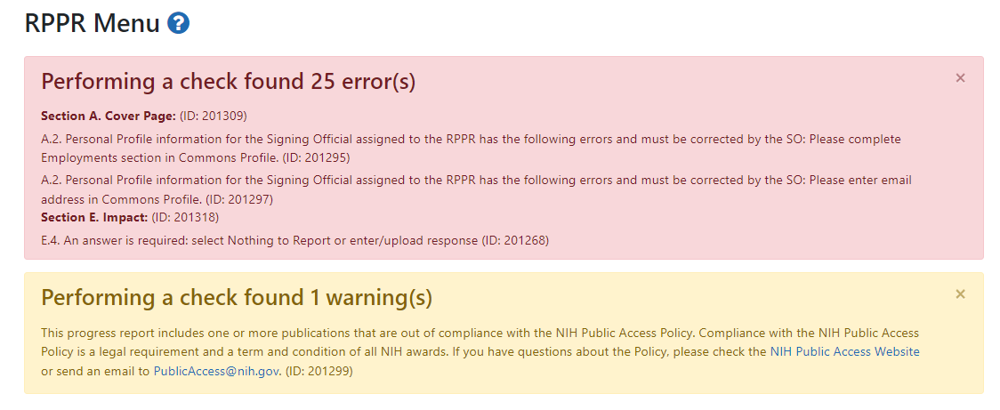 RPPR Menu ?
Performing a check found 25 error(s) ×
Section A. Cover Page: (ID: 201309)
A.2. Personal Profile information for the Signing Official assigned to the RPPR has the following errors and must be corrected by the SO: Please complete
Employments section in Commons Profile. (ID: 201295)
A.2. Personal Profile information for the Signing Official assigned to the RPPR has the following errors and must be corrected by the SO: Please enter email
address in Commons Profile. (ID: 201297)
Section E. Impact: (ID: 201318)
E.4. An answer is required: select Nothing to Report or enter/upload response (ID: 201268)
Performing a check found 1 warning(s) ×
This progress report includes one or more publications that are out of compliance with the NIH Public Access Policy. Compliance with the NIH Public Access
Policy is a legal requirement and a term and condition of all NIH awards. If you have questions about the Policy, please check the NIH Public Access Website
or send an email to PublicAccess@nih.gov. (ID: 201299)